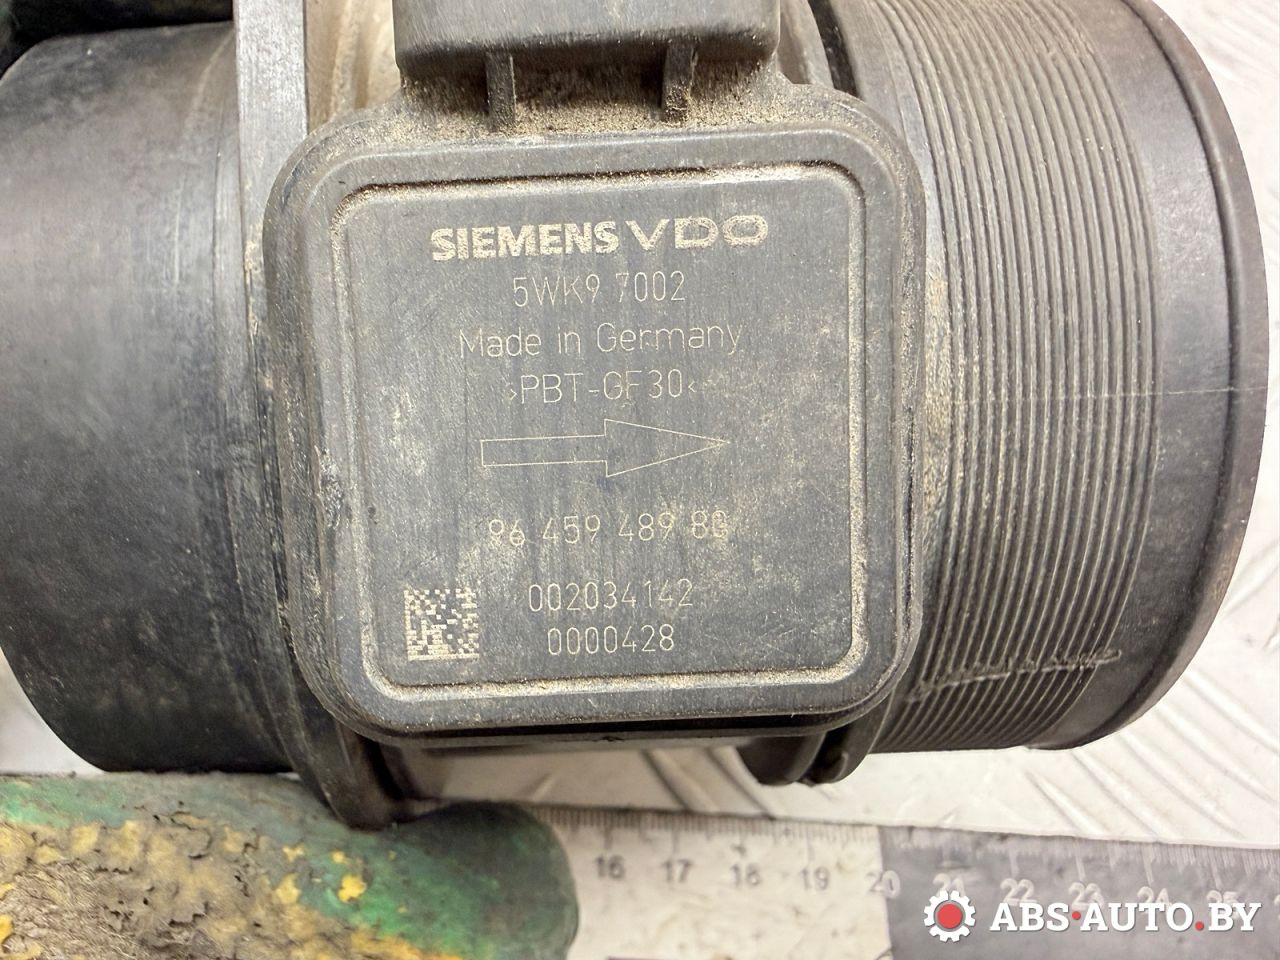 SIEMENS VDO
5WK9 7002
Made in Germany
>PBT-GF30<
96 459 489 80
002034142
0000428
16 17 18 19 20 21 22 23 24 25
ABS-AUTO.BY